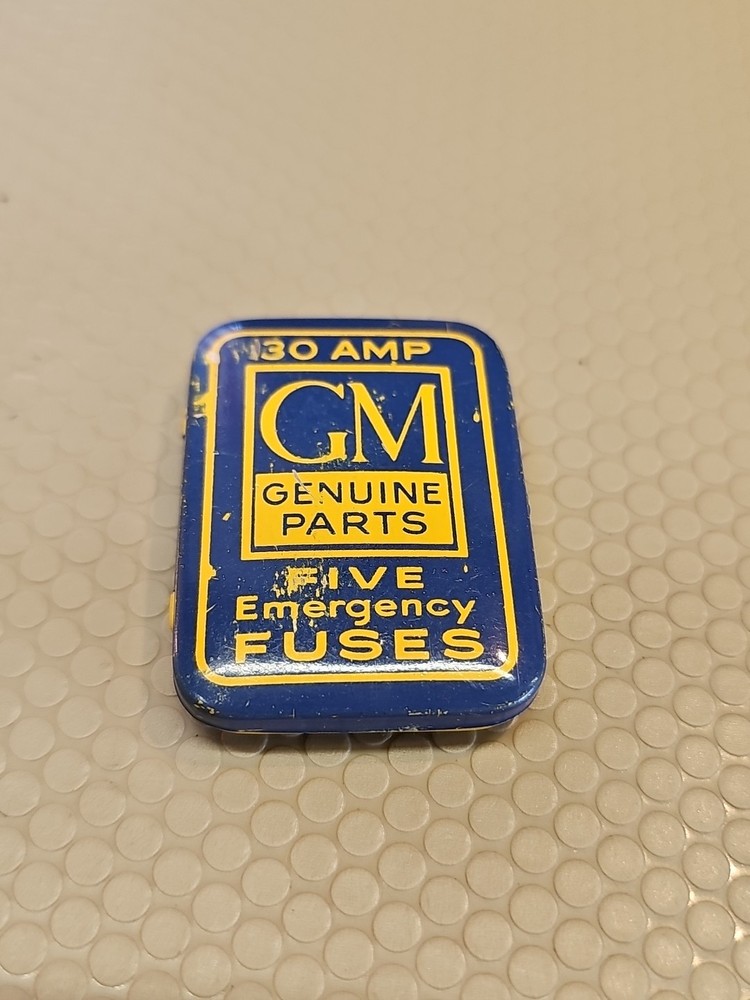 30 AMP
GM
GENUINE
PARTS
FIVE
Emergency
FUSES